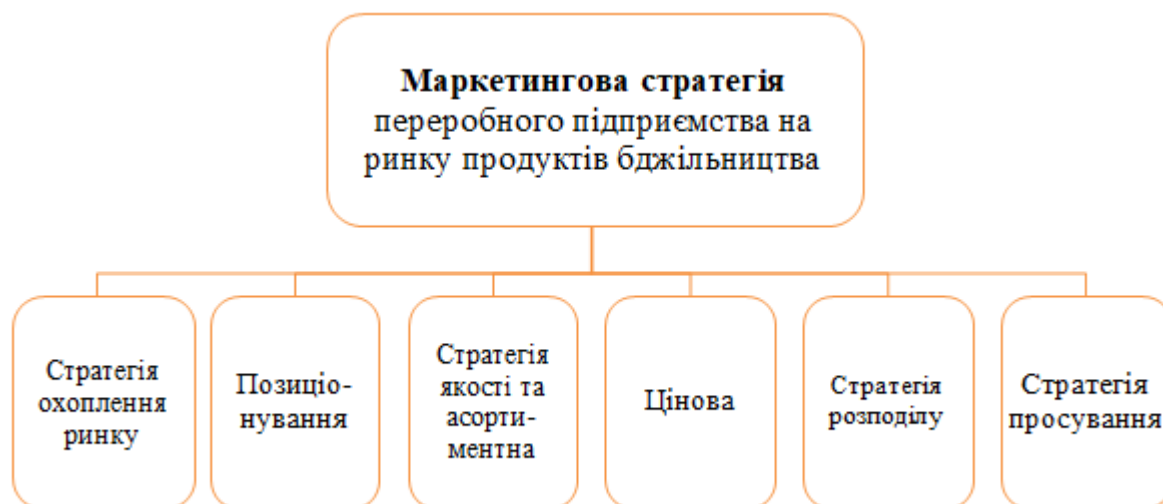 Маркетингова стратегія
переробного підприємства на
ринку продуктів бджільництва
Стратегія
охоплення
ринку
Позиціо-
нування
Стратегія
якості та
асорти-
ментна
Цінова
Стратегія
розподілу
Стратегія
просування